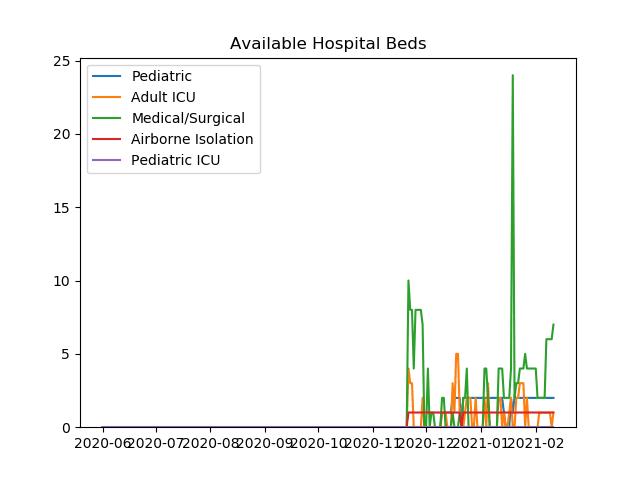 Available Hospital Beds
25
20
15
10
5
0
Pediatric
Adult ICU
Medical/Surgical
Airborne Isolation
Pediatric ICU
2020-06 2020-07 2020-08 2020-09 2020-10 2020-11 2020-12 2021-01 2021-02